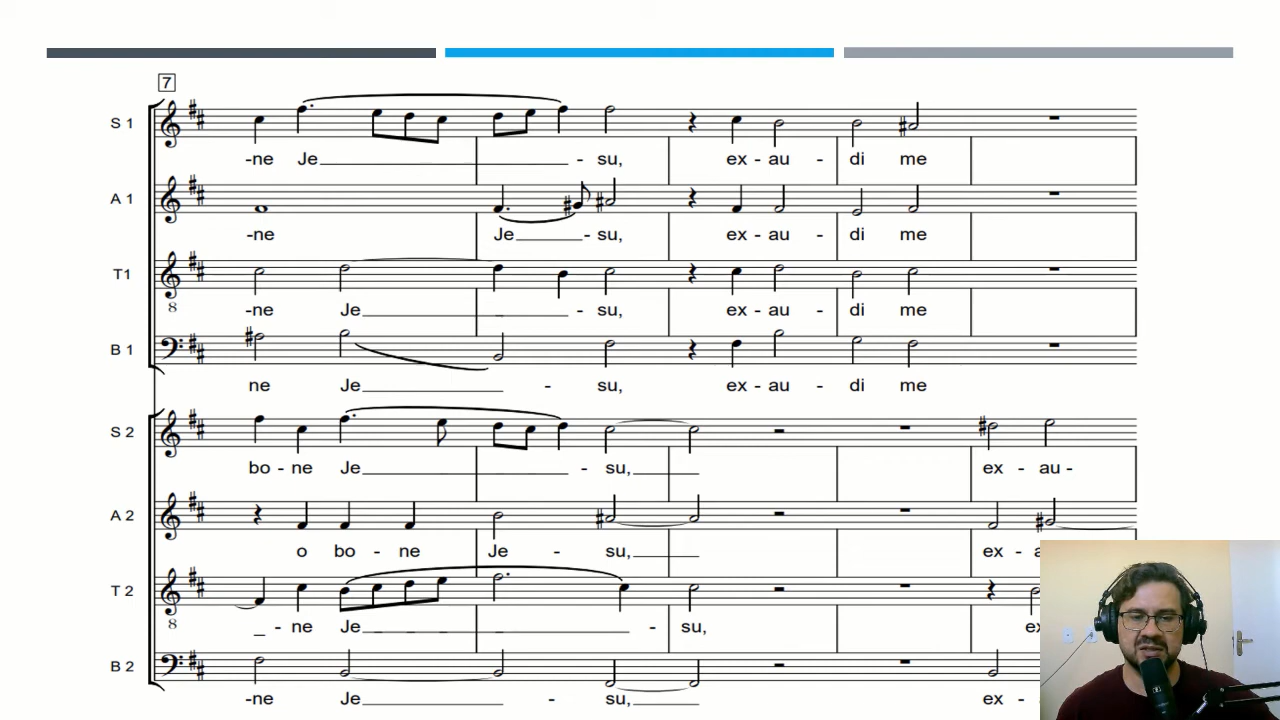 7
S 1
-ne Je - su, ex - au - di me
A 1
-ne Je - su, ex - au - di me
T1
8
-ne Je - su, ex - au - di me
B 1
ne Je - su, ex - au - di me
S 2
bo - ne Je - su, ex - au -
A 2
o bo - ne Je - su, ex -
T 2
8
- ne Je - su,
B 2
-ne Je - su, ex -